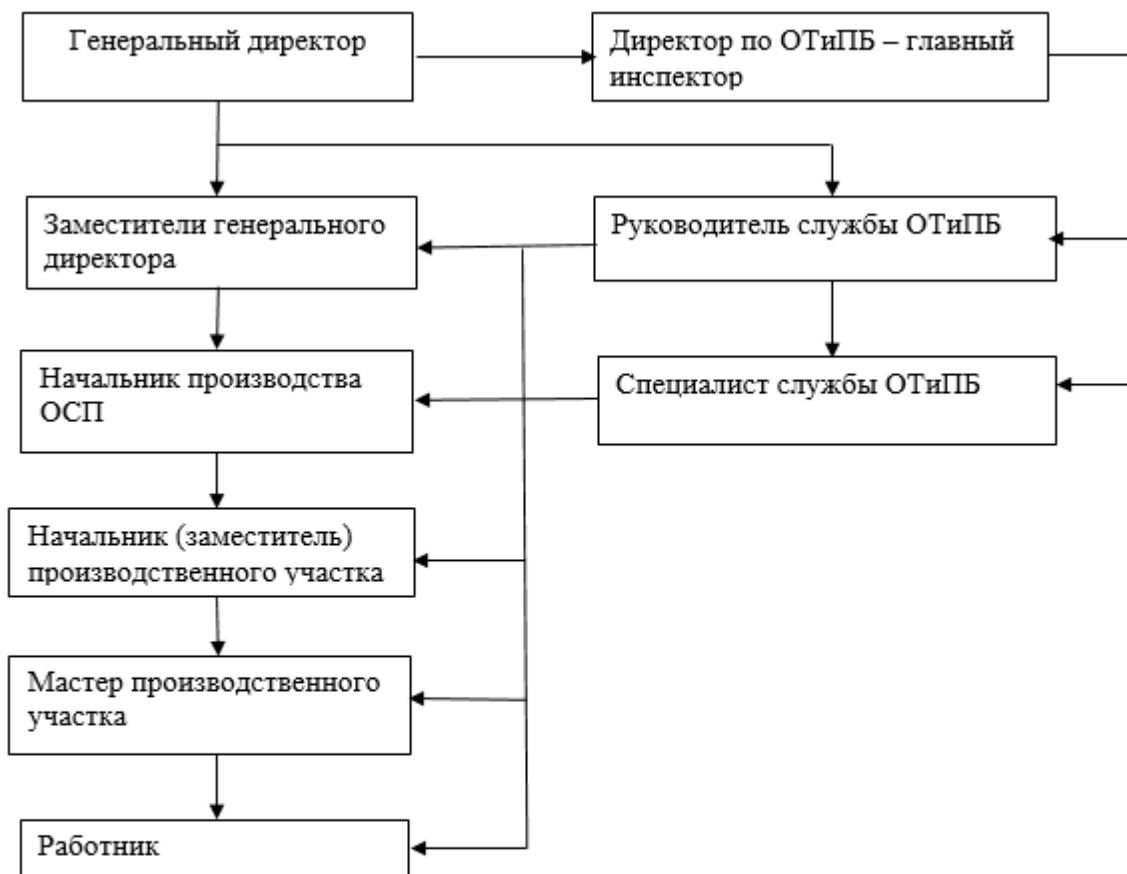 Генеральный директор
Директор по ОТиПБ – главный
инспектор
Заместители генерального
директора
Руководитель службы ОТиПБ
Начальник производства
ОСП
Специалист службы ОТиПБ
Начальник (заместитель)
производственного участка
Мастер производственного
участка
Работник